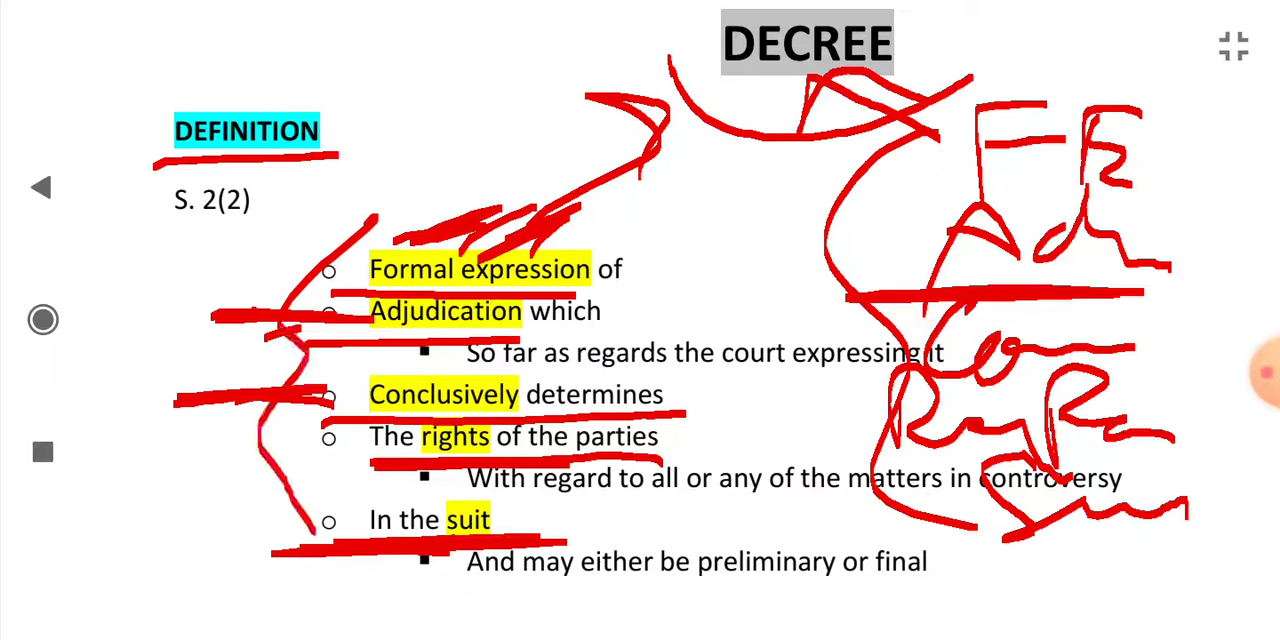 DECREE
DEFINITION
S. 2(2)
Formal expression of
Adjudication which
So far as regards the court expressing it
Conclusively determines
The rights of the parties
With regard to all or any of the matters in controversy
In the suit
And may either be preliminary or final
FE